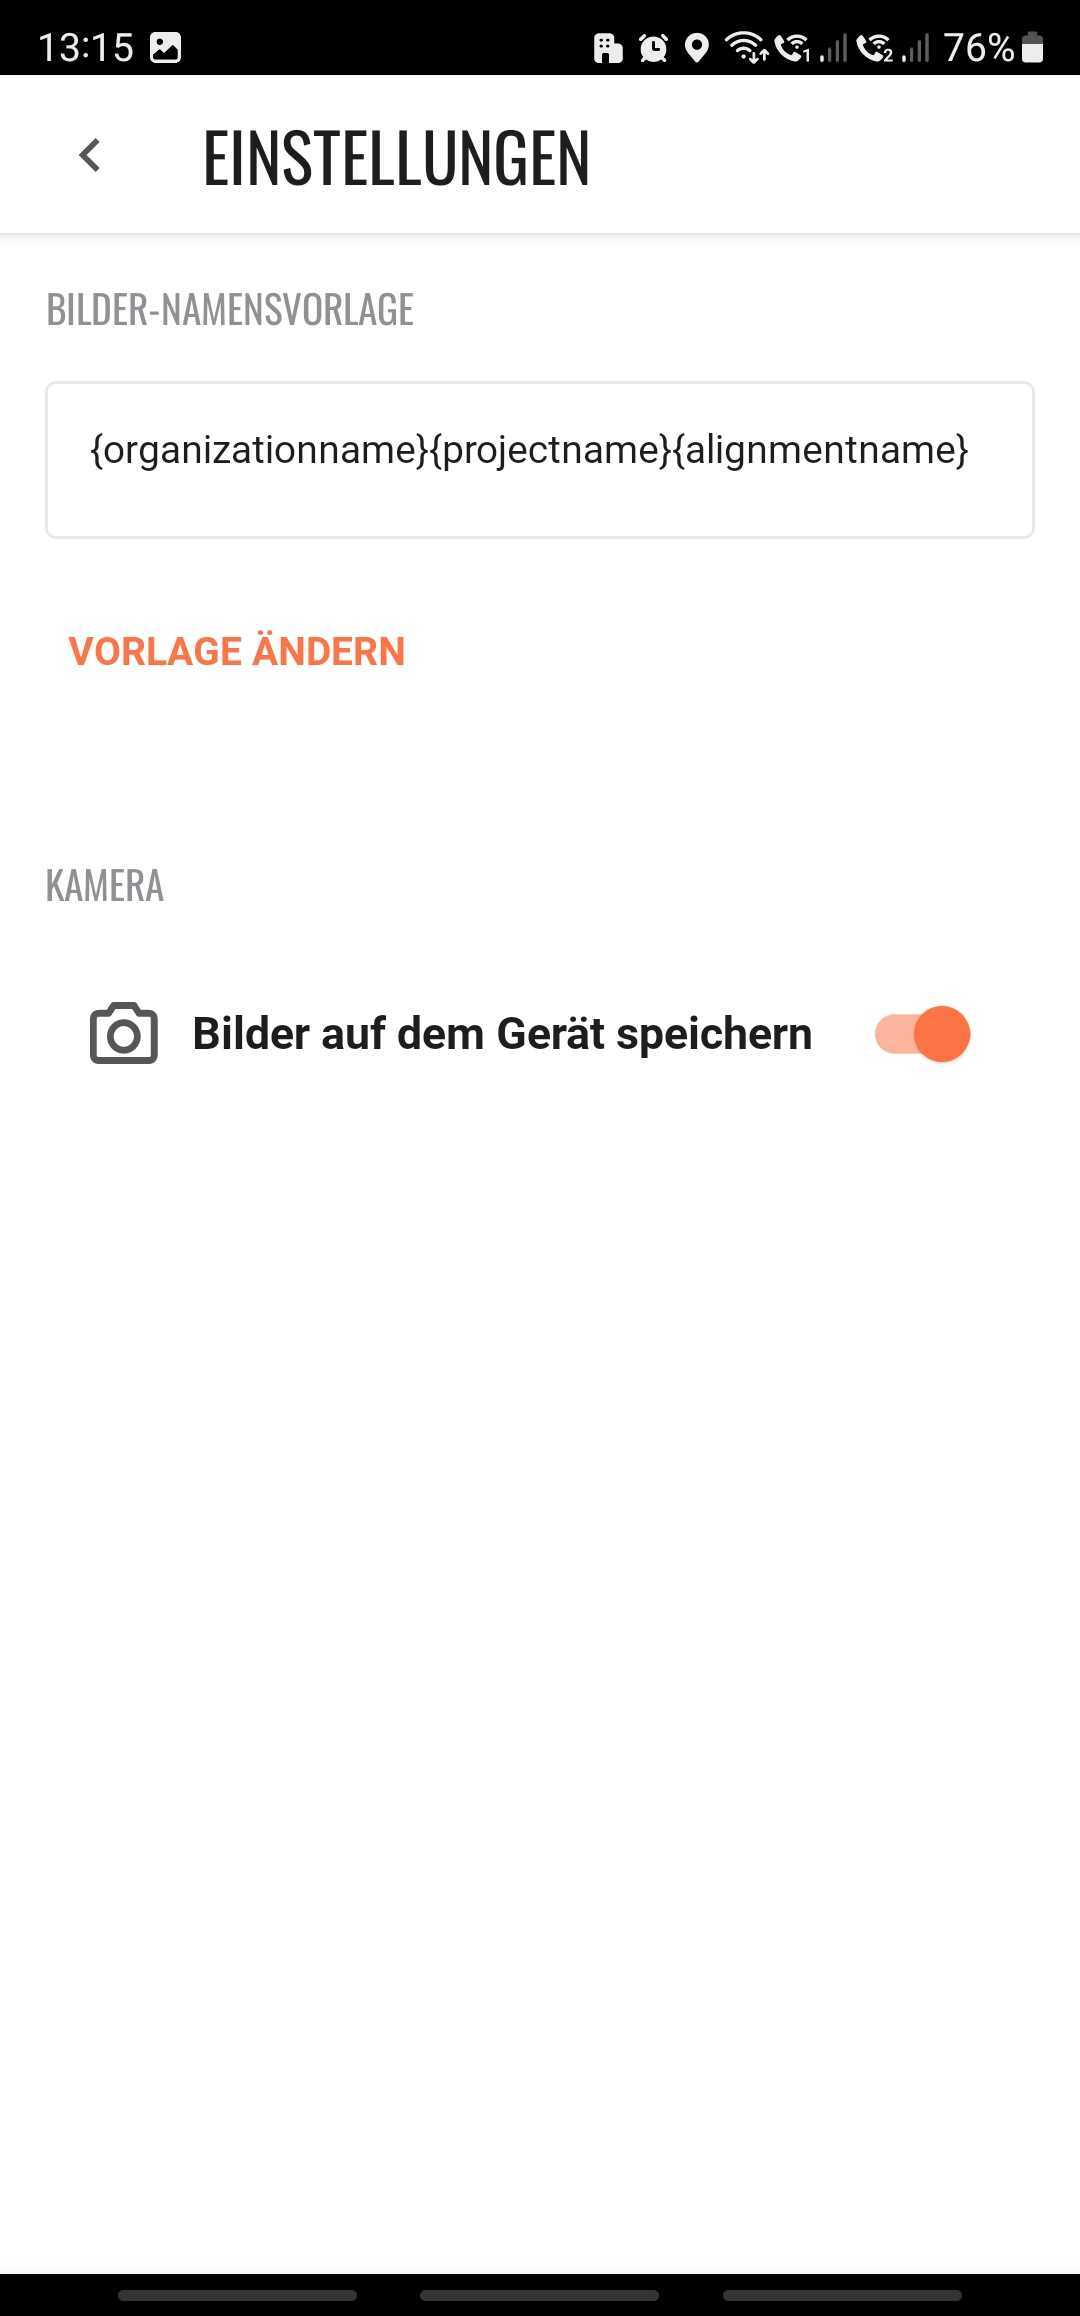 13:15 76%
EINSTELLUNGEN
BILDER-NAMENSVORLAGE
{organizationname}{projectname}{alignmentname}
VORLAGE ÄNDERN
KAMERA
Bilder auf dem Gerät speichern